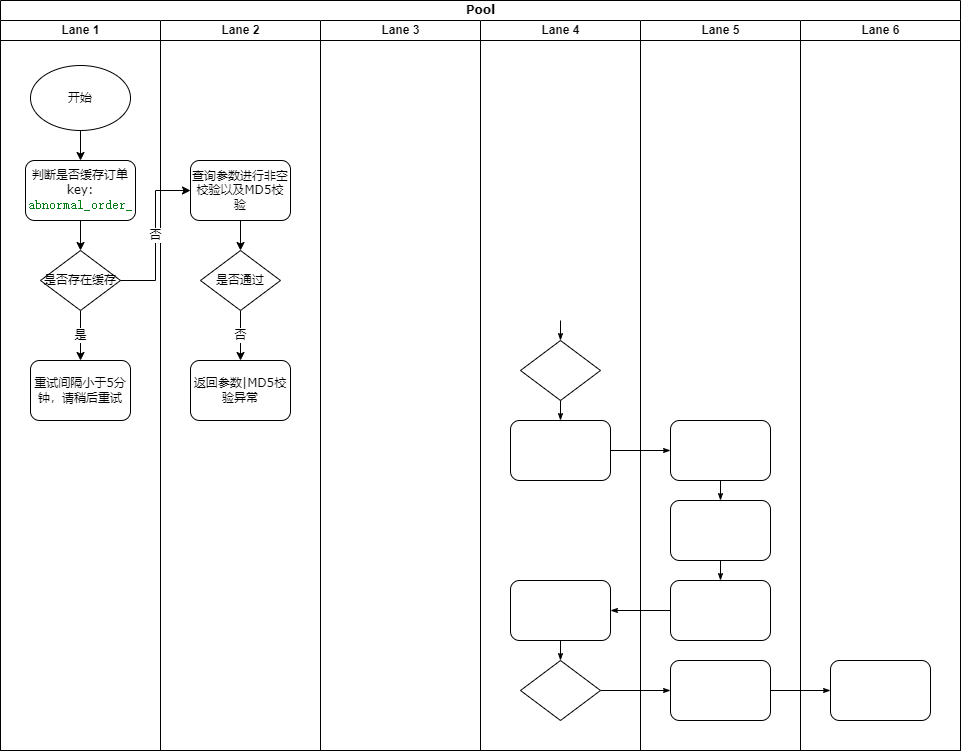 Pool
Lane 1
Lane 2
Lane 3
Lane 4
Lane 5
Lane 6
开始
判断是否缓存订单
key:
abnormal_order_
是否存在缓存
是
重试间隔小于5分
钟，请稍后重试
否
查询参数进行非空
校验以及MD5校
验
是否通过
否
返回参数|MD5校
验异常